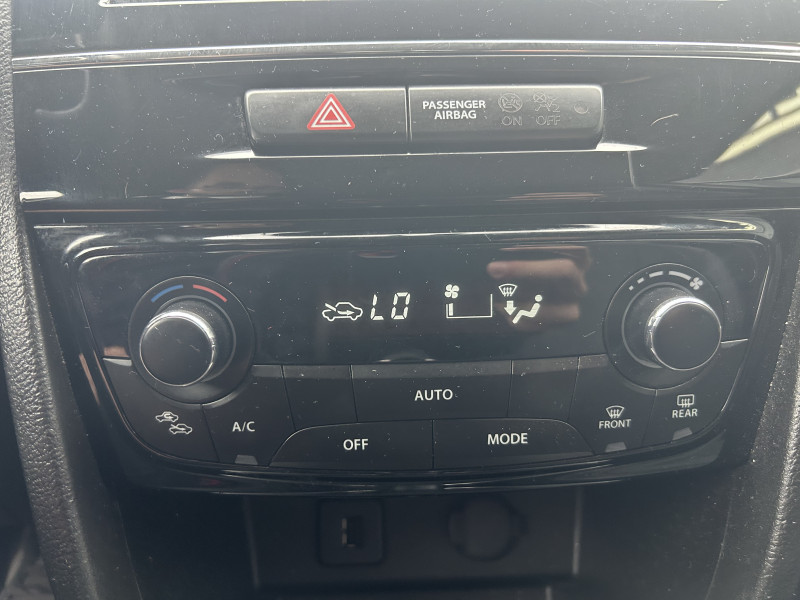 PASSENGER
AIRBAG
ON OFF
LO
AUTO
A/C
OFF
MODE
FRONT
REAR